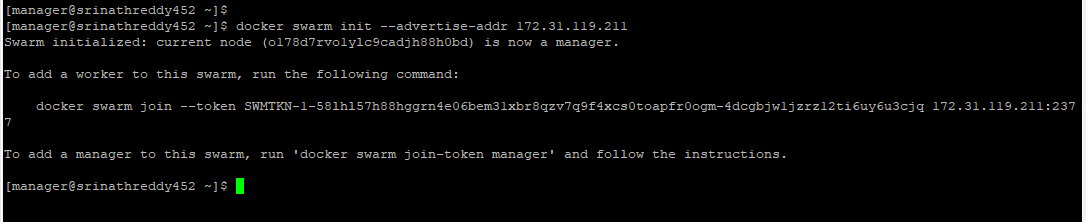 [manager@srinathreddy452 ~]$
[manager@srinathreddy452 ~]$ docker swarm init --advertise-addr 172.31.119.211
Swarm initialized: current node (o178d7rvo1ylc9cadjh88h0bd) is now a manager.
To add a worker to this swarm, run the following command:
docker swarm join --token SWMTKN-1-581h157h88hggrn4e06bem31xbr8qzv7q9f4xcs0toapfr0ogm-4dcgbjw1jzrz12ti6uy6u3cjq 172.31.119.211:237
7
To add a manager to this swarm, run 'docker swarm join-token manager' and follow the instructions.
[manager@srinathreddy452 ~]$